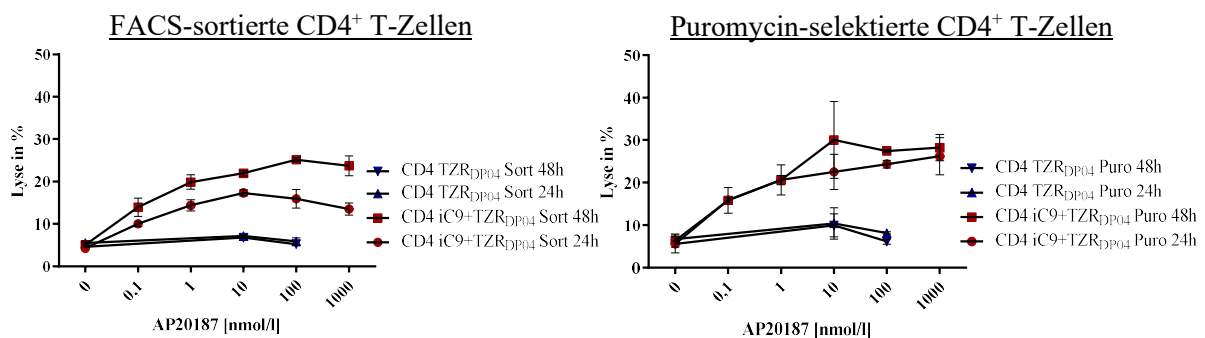 FACS-sortierte CD4⁺ T-Zellen
50
40
30
20
10
0
Lyse in %
0
0,1
1
10
100
1000
AP20187 [nmol/l]
CD4 TZR_DP04 Sort 48h
CD4 TZR_DP04 Sort 24h
CD4 iC9+TZR_DP04 Sort 48h
CD4 iC9+TZR_DP04 Sort 24h
Puromycin-selektierte CD4⁺ T-Zellen
50
40
30
20
10
0
Lyse in %
0
0,1
1
10
100
1000
AP20187 [nmol/l]
CD4 TZR_DP04 Puro 48h
CD4 TZR_DP04 Puro 24h
CD4 iC9+TZR_DP04 Puro 48h
CD4 iC9+TZR_DP04 Puro 24h